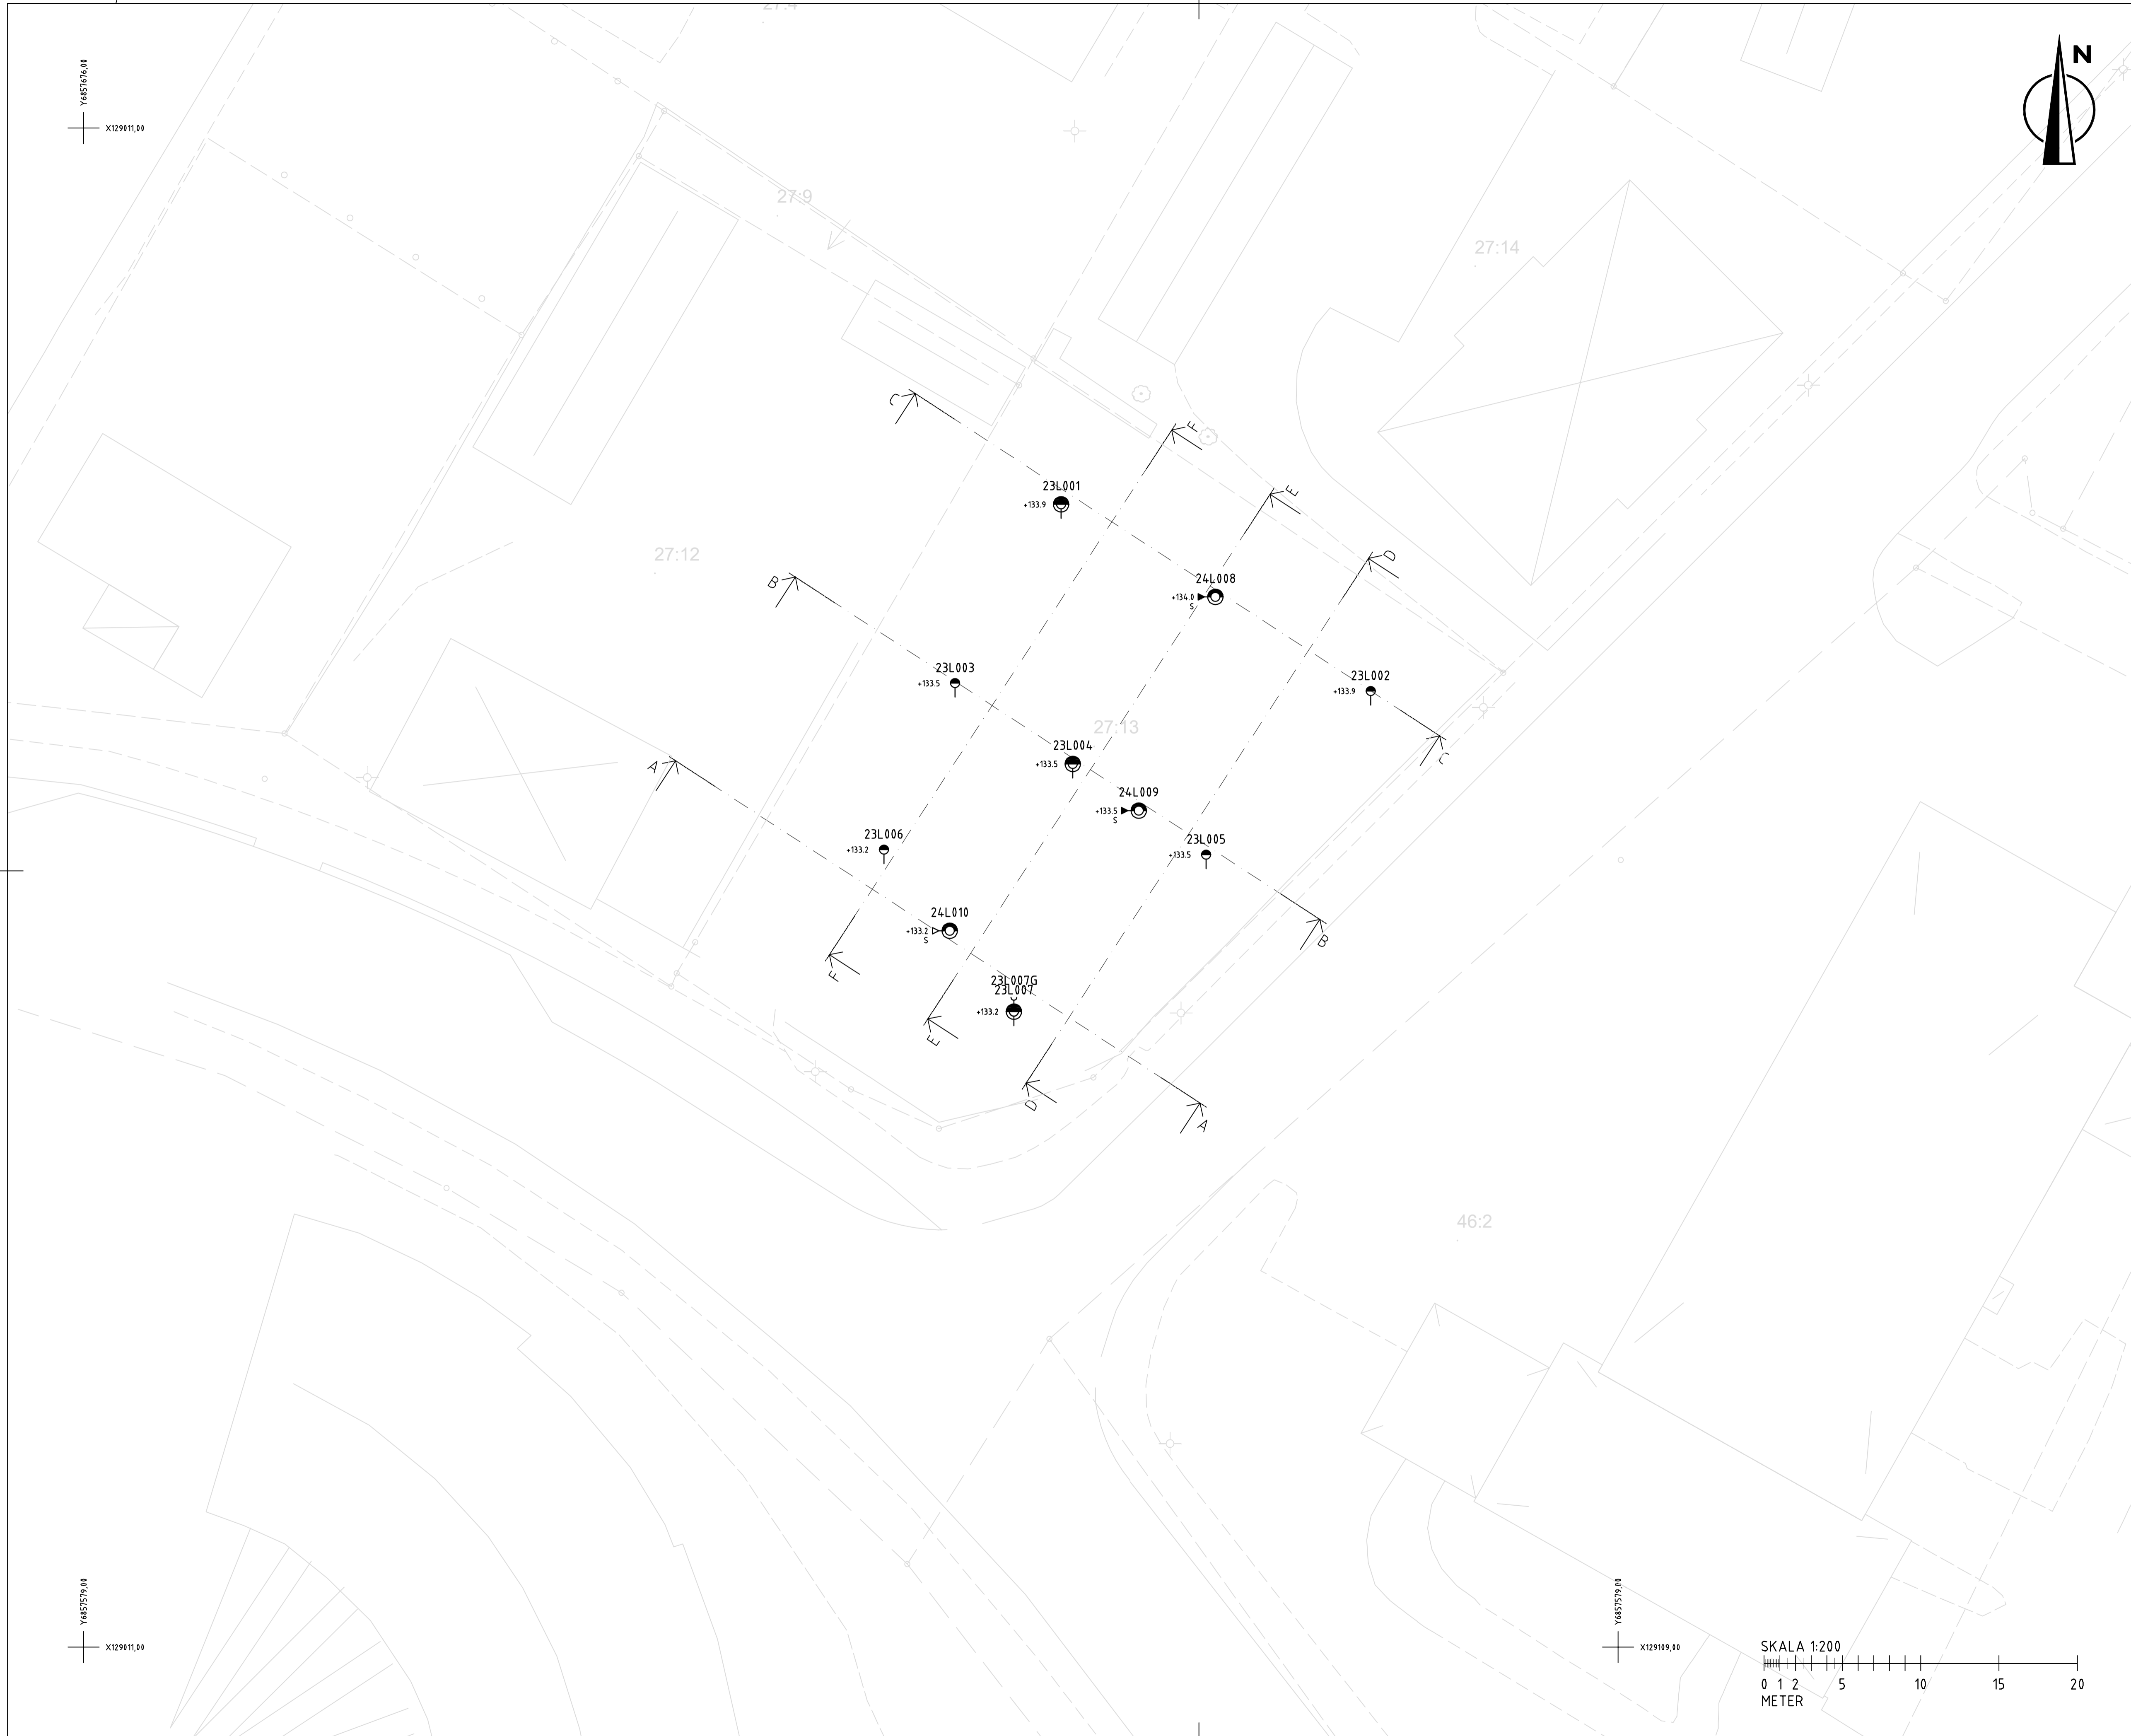 27:4
N
Y6857676,00
X129011,00
27:9
27:14
C
F
23L001
+133.9
E
27:12
D
B
24L008
+134.0
S
23L003
+133.5
23L002
+133.9
27:13
23L004
+133.5
C
A
24L009
+133.5
S
23L006
+133.2
23L005
+133.5
24L010
+133.2
S
B
F
23L007G
23L007
+133.2
E
D
A
46:2
Y6857579,00
X129011,00
Y6857579,00
X129109,00
SKALA 1:200
0 1 2 5 10 15 20
METER